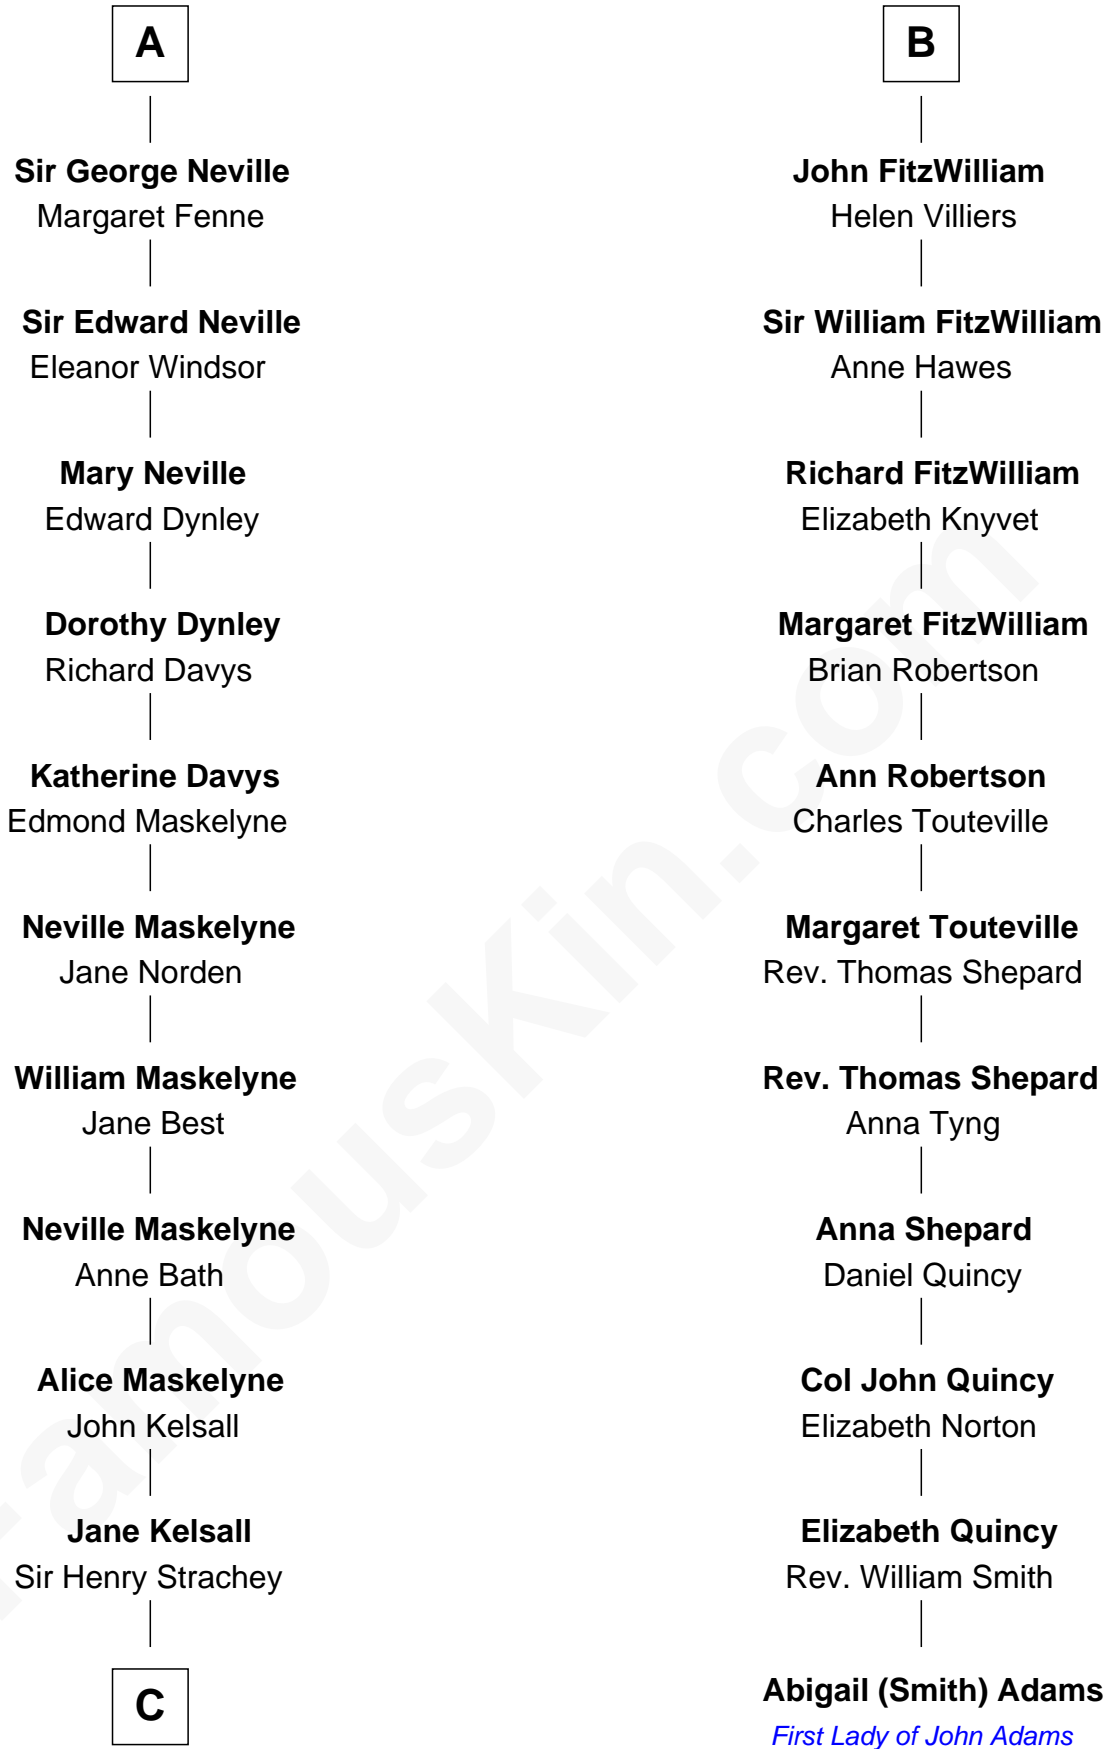 A
Sir George Neville
Margaret Fenne
Sir Edward Neville
Eleanor Windsor
Mary Neville
Edward Dynley
Dorothy Dynley
Richard Davys
Katherine Davys
Edmond Maskelyne
Neville Maskelyne
Jane Norden
William Maskelyne
Jane Best
Neville Maskelyne
Anne Bath
Alice Maskelyne
John Kelsall
Jane Kelsall
Sir Henry Strachey
C
B
John FitzWilliam
Helen Villiers
Sir William FitzWilliam
Anne Hawes
Richard FitzWilliam
Elizabeth Knyvet
Margaret FitzWilliam
Brian Robertson
Ann Robertson
Charles Touteville
Margaret Touteville
Rev. Thomas Shepard
Rev. Thomas Shepard
Anna Tyng
Anna Shepard
Daniel Quincy
Col John Quincy
Elizabeth Norton
Elizabeth Quincy
Rev. William Smith
Abigail (Smith) Adams
First Lady of John Adams
FamousKin.com